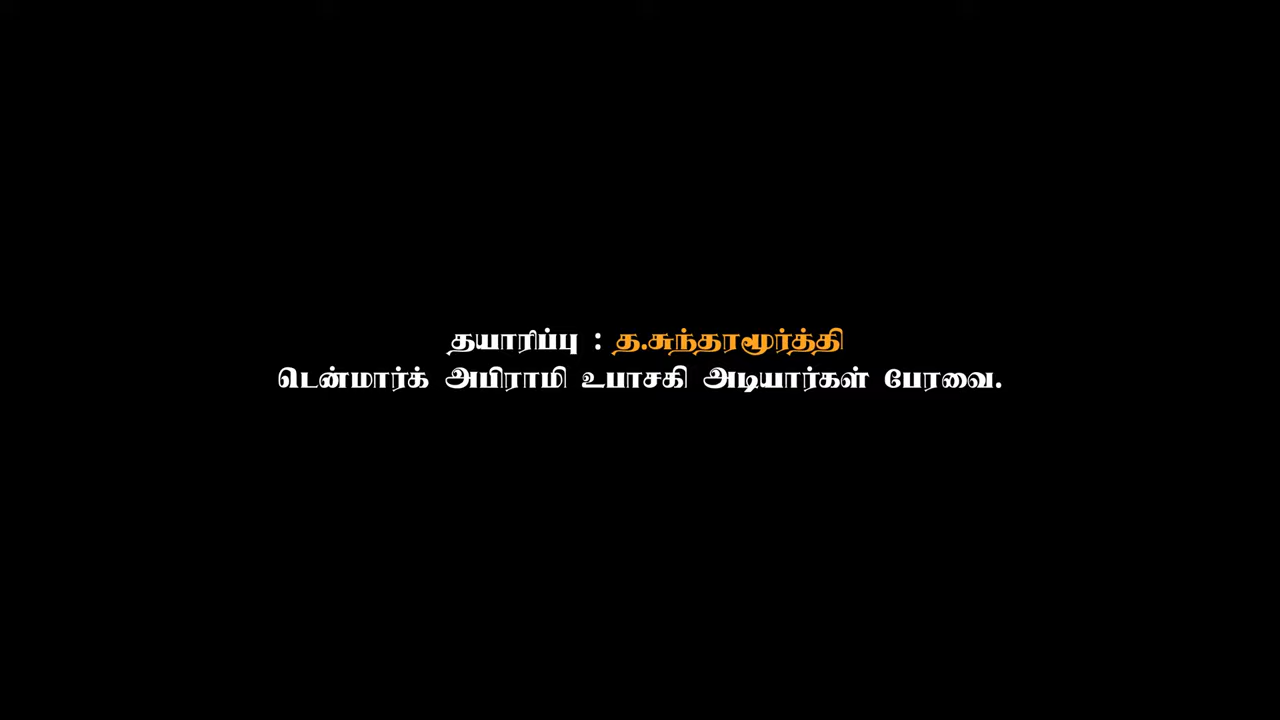 தயாரிப்பு : த.சுந்தரமூர்த்தி
டென்மார்க் அபிராமி உபாசகி அடியார்கள் பேரவை.